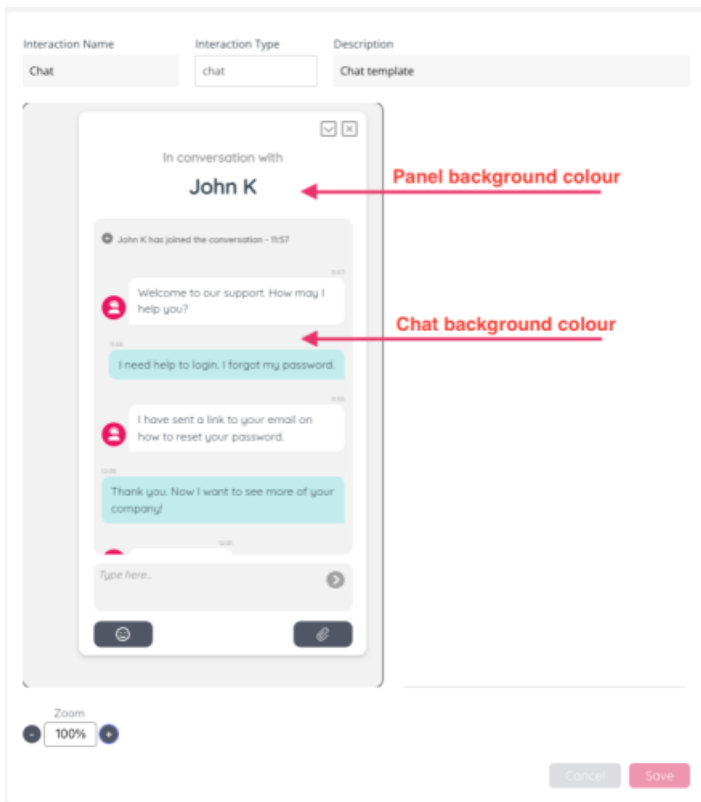 Interaction Name
Interaction Type
Description
Chat
chat
Chat template
In conversation with
John K
Panel background colour
John K has joined the conversation - 11:57
Welcome to our support. How may I
help you?
Chat background colour
I need help to login. I forgot my password.
I have sent a link to your email on
how to reset your password.
Thank you. Now I want to see more of your
company!
Type here..
Zoom
- 100% +
Cancel
Save